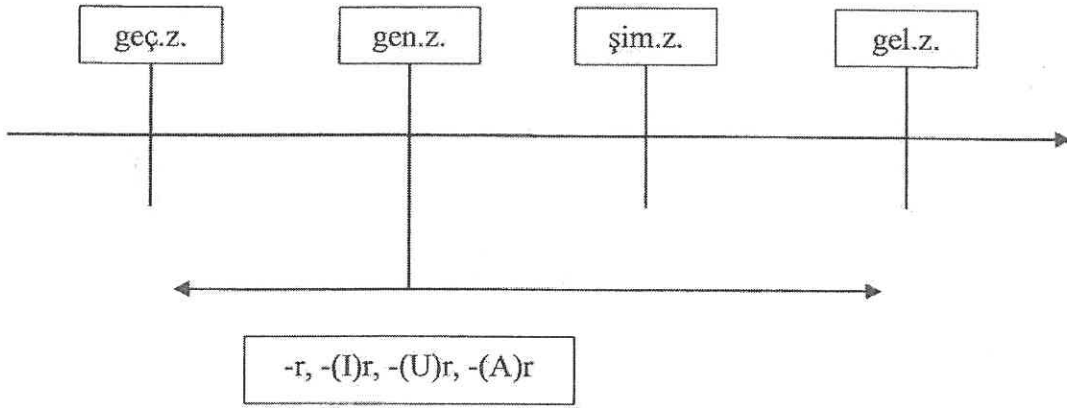 geç.z.
gen.z.
şim.z.
gel.z.
-r, -(I)r, -(U)r, -(A)r